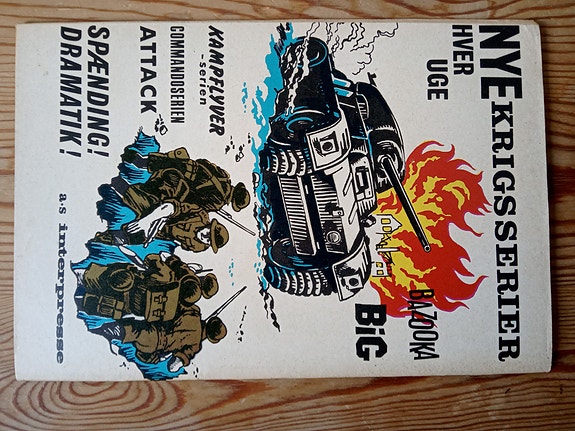 NYE KRIGSSERIER
HVER
UGE
BAZOOKA
BiG
KAMPFLYVER
-serien
COMMANDOSERIEN
ATTACK
SPÆNDING!
DRAMATIK!
a·s interpresse